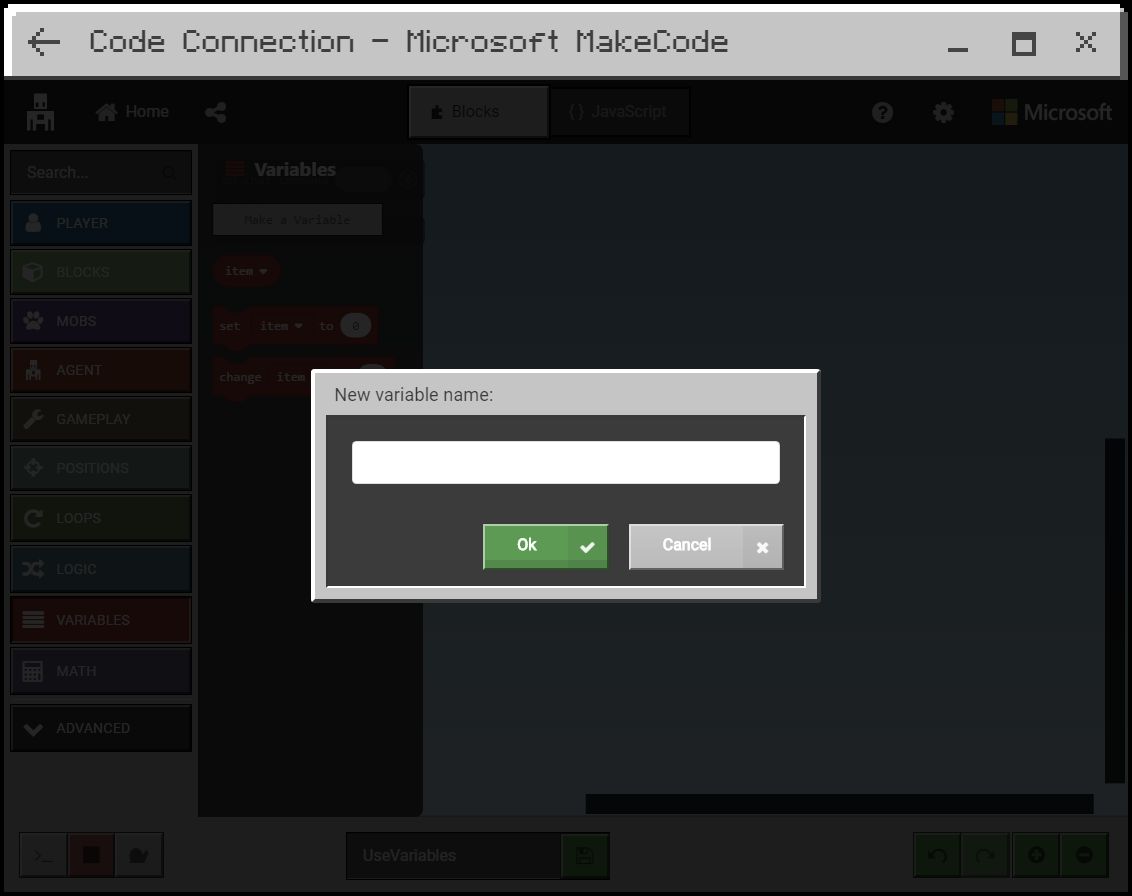 Code Connection - Microsoft MakeCode
Home
Blocks
{ } JavaScript
Microsoft
Search...
PLAYER
BLOCKS
MOBS
AGENT
GAMEPLAY
POSITIONS
LOOPS
LOGIC
VARIABLES
MATH
ADVANCED
Variables
Make a Variable
item
set item to 0
change item
New variable name:
Ok
Cancel
UseVariables